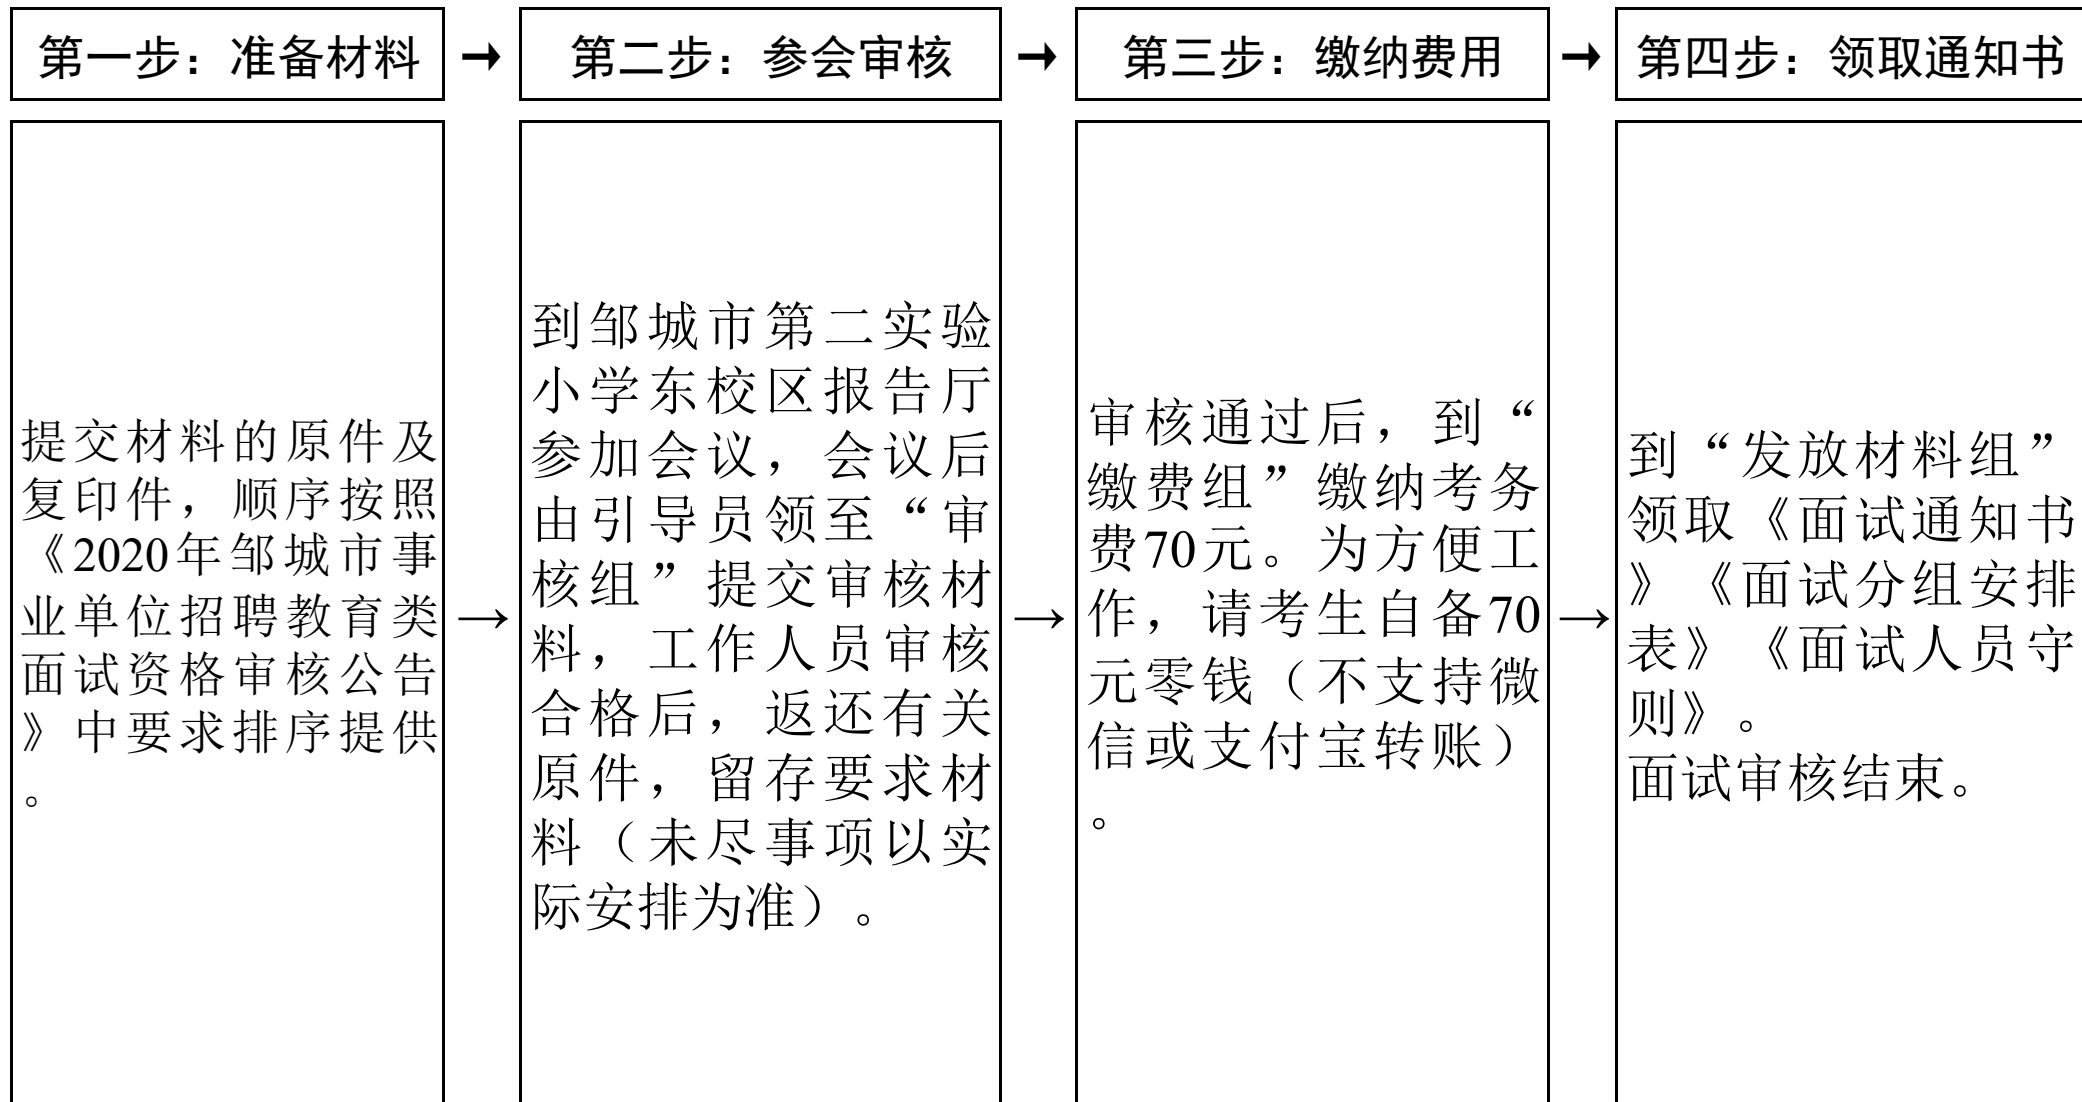 第一步：准备材料
→
第二步：参会审核
→
第三步：缴纳费用
→
第四步：领取通知书
提交材料的原件及
复印件，顺序按照
《2020年邹城市事
业单位招聘教育类
面试资格审核公告
》中要求排序提供
。
→
到邹城市第二实验
小学东校区报告厅
参加会议，会议后
由引导员领至“审
核组”提交审核材
料，工作人员审核
合格后，返还有关
原件，留存要求材
料（未尽事项以实
际安排为准）。
→
审核通过后，到“
缴费组”缴纳考务
费70元。为方便工
作，请考生自备70
元零钱（不支持微
信或支付宝转账）
。
→
到“发放材料组”
领取《面试通知书
》《面试分组安排
表》《面试人员守
则》。
面试审核结束。